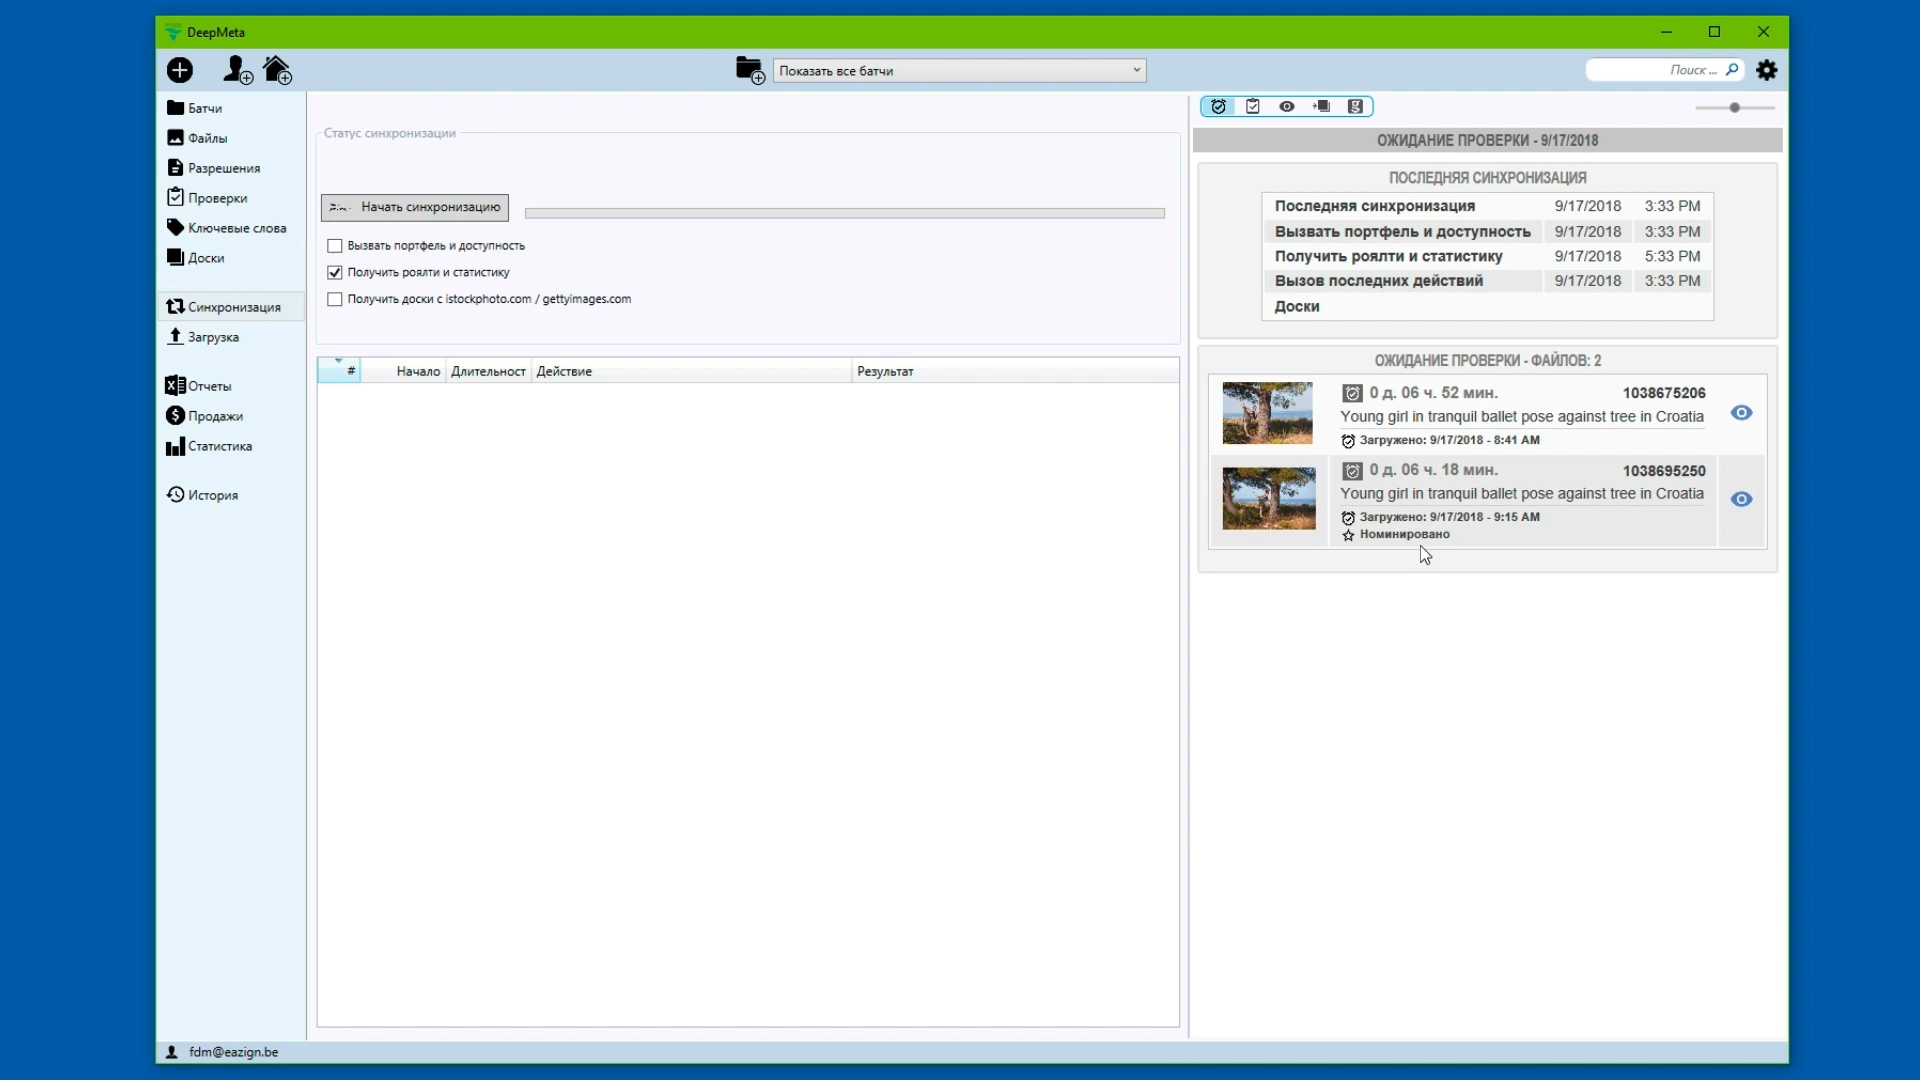 DeepMeta
Показать все батчи
Поиск ...
Батчи
Файлы
Разрешения
Проверки
Ключевые слова
Доски
Синхронизация
Загрузка
Отчеты
Продажи
Статистика
История
Статус синхронизации
Начать синхронизацию
Вызвать портфель и доступность
Получить роялти и статистику
Получить доски с istockphoto.com / gettyimages.com
# Начало Длительност Действие Результат
ОЖИДАНИЕ ПРОВЕРКИ - 9/17/2018
ПОСЛЕДНЯЯ СИНХРОНИЗАЦИЯ
Последняя синхронизация 9/17/2018 3:33 PM
Вызвать портфель и доступность 9/17/2018 3:33 PM
Получить роялти и статистику 9/17/2018 5:33 PM
Вызов последних действий 9/17/2018 3:33 PM
Доски
ОЖИДАНИЕ ПРОВЕРКИ - ФАЙЛОВ: 2
0 д. 06 ч. 52 мин. 1038675206
Young girl in tranquil ballet pose against tree in Croatia
Загружено: 9/17/2018 - 8:41 AM
0 д. 06 ч. 18 мин. 1038695250
Young girl in tranquil ballet pose against tree in Croatia
Загружено: 9/17/2018 - 9:15 AM
Номинировано
fdm@eazign.be